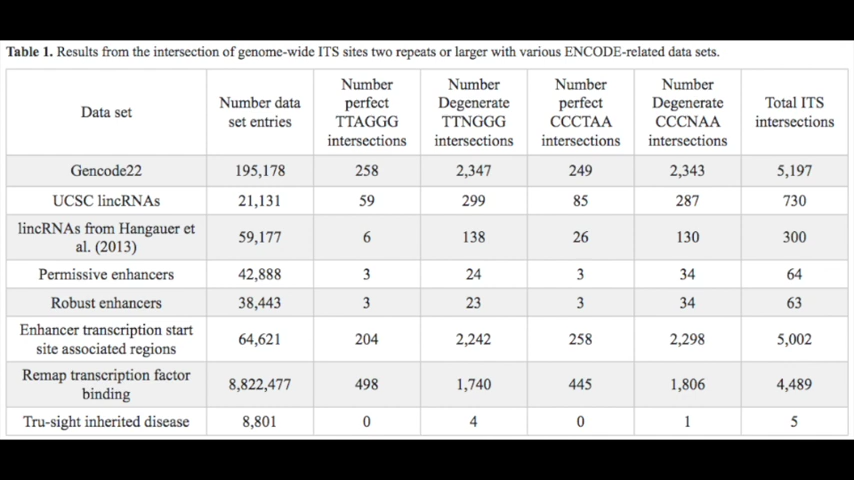 Table 1. Results from the intersection of genome-wide ITS sites two repeats or larger with various ENCODE-related data sets.
Data set Number data set entries Number perfect TTAGGG intersections Number Degenerate TTNGGG intersections Number perfect CCCTAA intersections Number Degenerate CCCNAA intersections Total ITS intersections
Gencode22 195,178 258 2,347 249 2,343 5,197
UCSC lincRNAs 21,131 59 299 85 287 730
lincRNAs from Hangauer et al. (2013) 59,177 6 138 26 130 300
Permissive enhancers 42,888 3 24 3 34 64
Robust enhancers 38,443 3 23 3 34 63
Enhancer transcription start site associated regions 64,621 204 2,242 258 2,298 5,002
Remap transcription factor binding 8,822,477 498 1,740 445 1,806 4,489
Tru-sight inherited disease 8,801 0 4 0 1 5